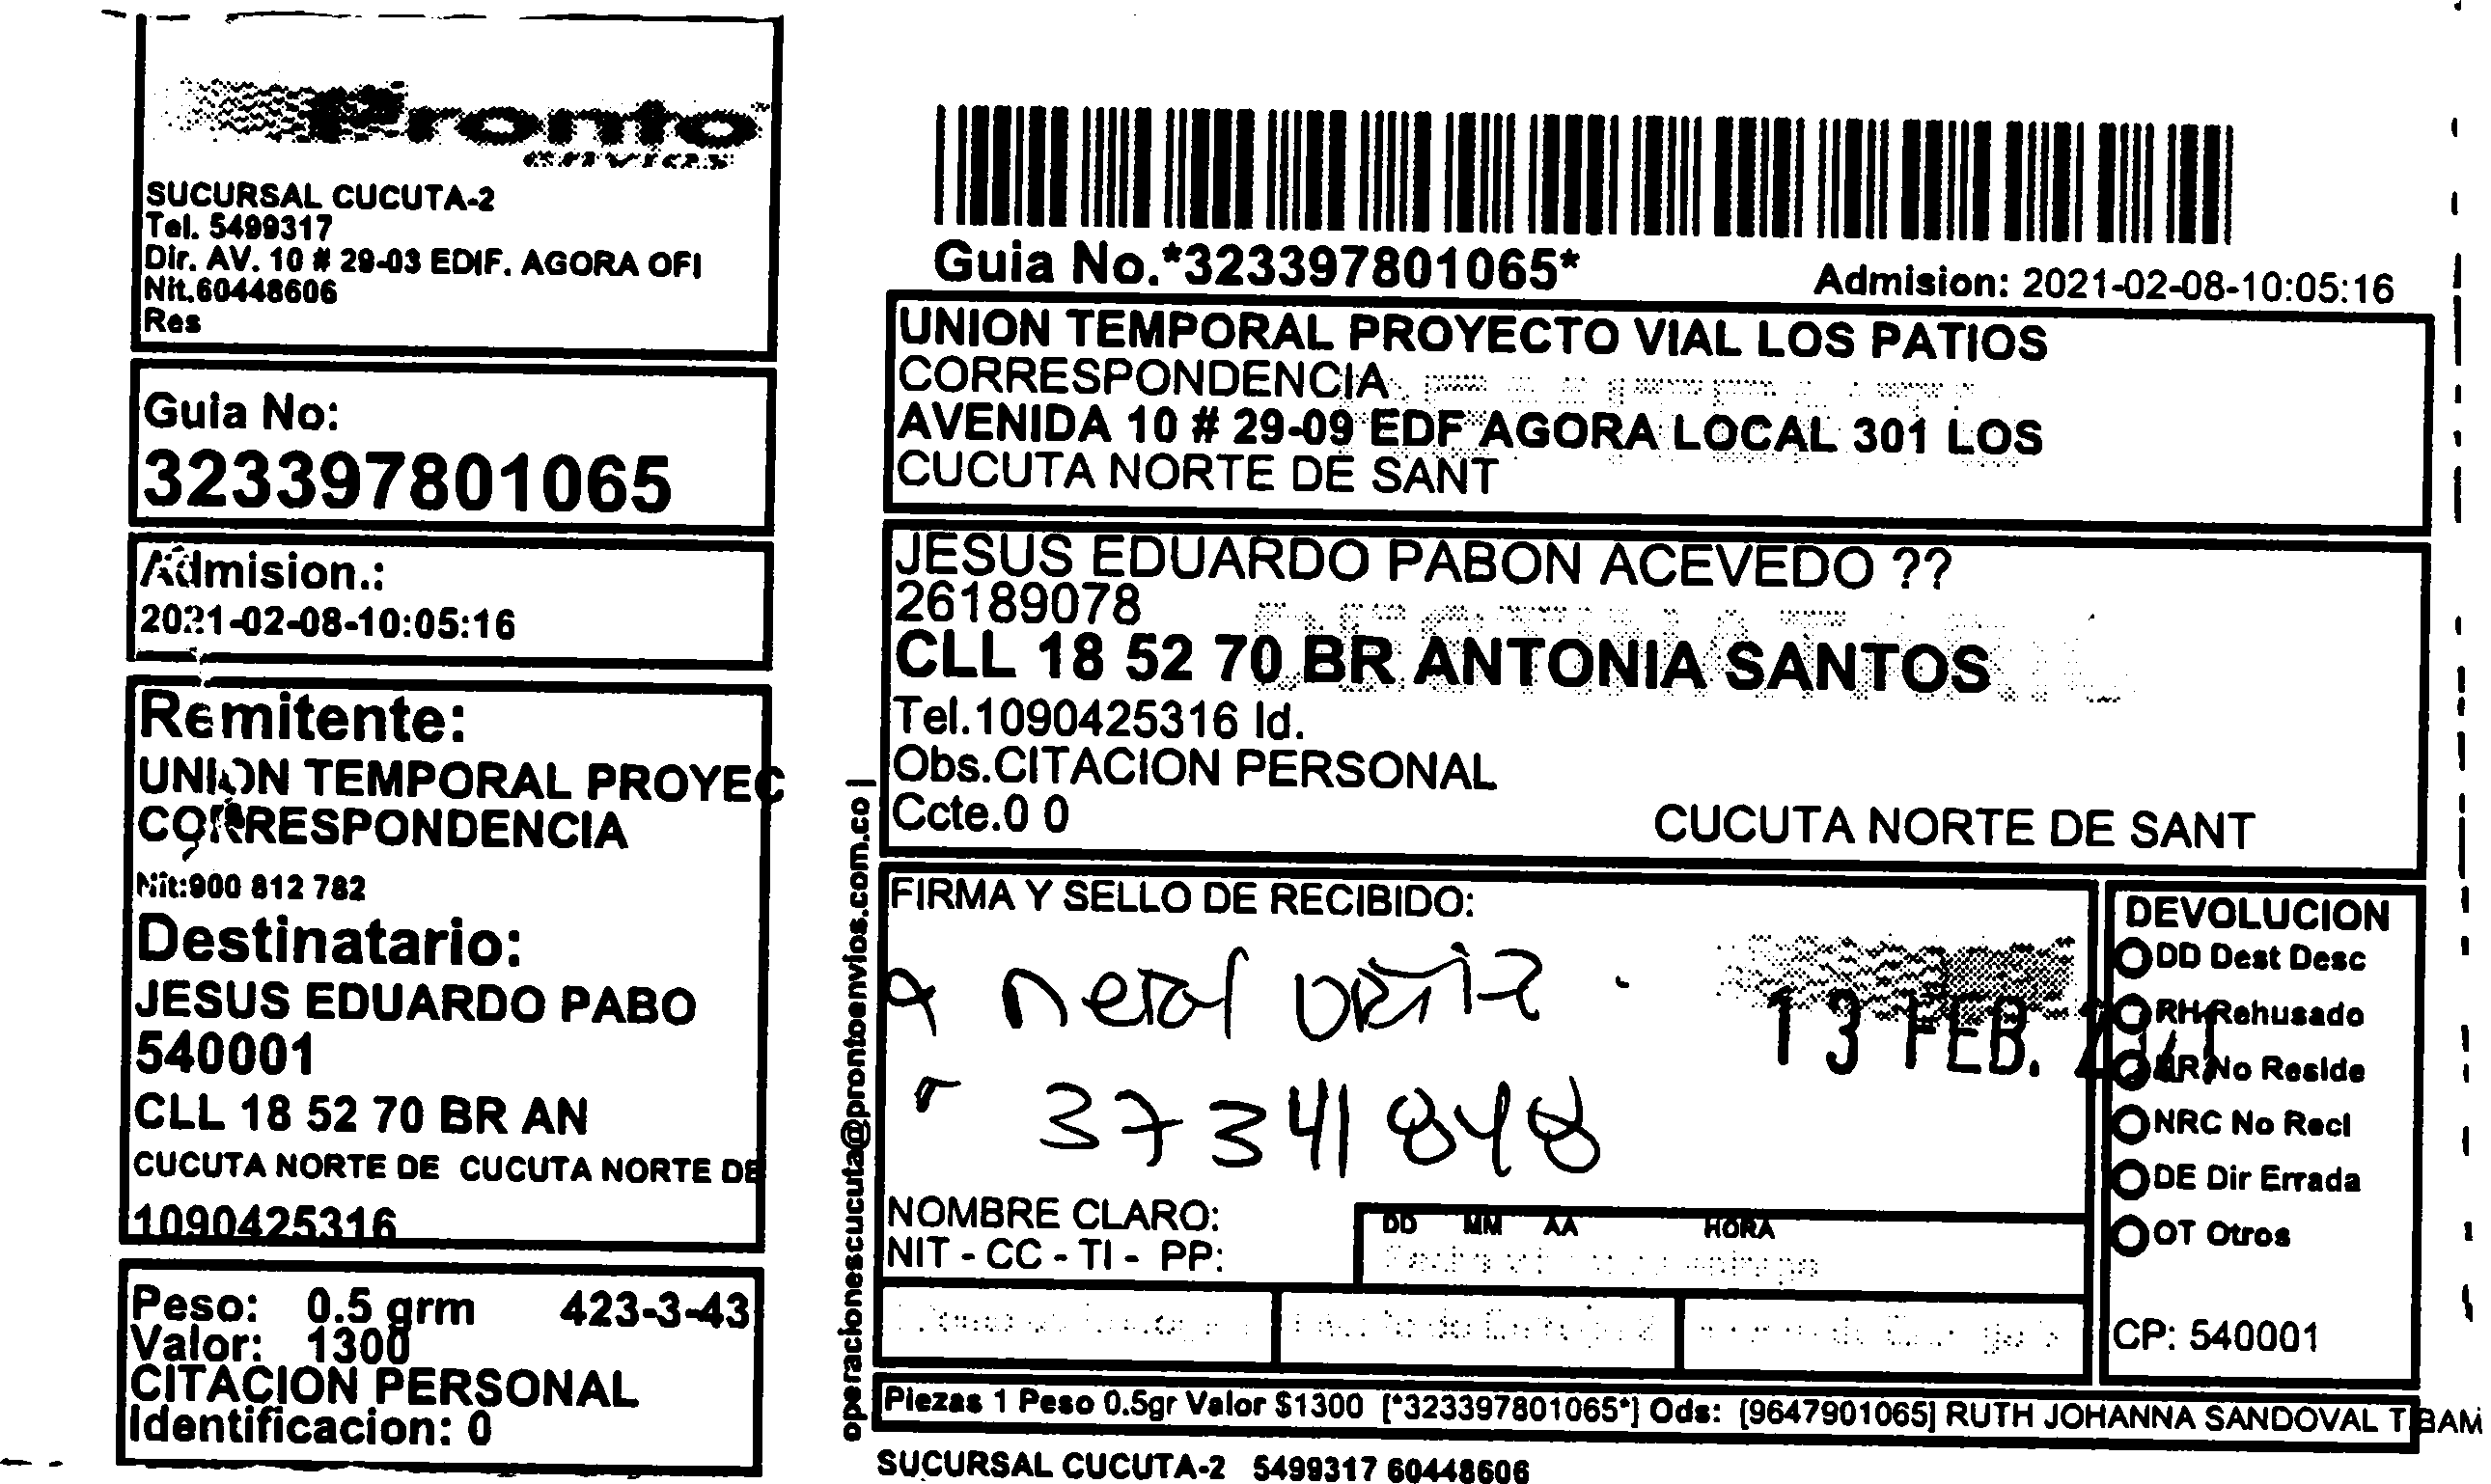 Pronto
envios
SUCURSAL CUCUTA-2
Tel. 5499317
Dir. AV. 10 # 29-03 EDIF. AGORA OFI
Nit.60448606
Res
Guia No:
323397801065
Admision.:
2021-02-08-10:05:16
Remitente:
UNION TEMPORAL PROYEC
CORRESPONDENCIA
Nit:900 812 782
Destinatario:
JESUS EDUARDO PABO
540001
CLL 18 52 70 BR AN
CUCUTA NORTE DE CUCUTA NORTE DE
1090425316
Peso: 0.5 grm 423-3-43
Valor: 1300
CITACION PERSONAL
Identificacion: 0
operacionescucuta@prontoenvios.com.co |
Guia No.*323397801065*
Admision: 2021-02-08-10:05:16
UNION TEMPORAL PROYECTO VIAL LOS PATIOS
CORRESPONDENCIA
AVENIDA 10 # 29-09 EDF AGORA LOCAL 301 LOS
CUCUTA NORTE DE SANT
JESUS EDUARDO PABON ACEVEDO ??
26189078
DESTINATARIO
CLL 18 52 70 BR ANTONIA SANTOS
Tel.1090425316 Id.
Obs.CITACION PERSONAL
Ccte.0 0
CUCUTA NORTE DE SANT
FIRMA Y SELLO DE RECIBIDO:
13 FEB. 2021
37341848
NOMBRE CLARO:
NIT - CC - TI - PP:
DD MM AA HORA
DEVOLUCION
DD Dest Desc
RH Rehusado
NR No Reside
NRC No Recl
DE Dir Errada
OT Otros
CP: 540001
Piezas 1 Peso 0.5gr Valor $1300 [*323397801065*] Ods: [9647901065] RUTH JOHANNA SANDOVAL TIBAM
SUCURSAL CUCUTA-2 5499317 60448606